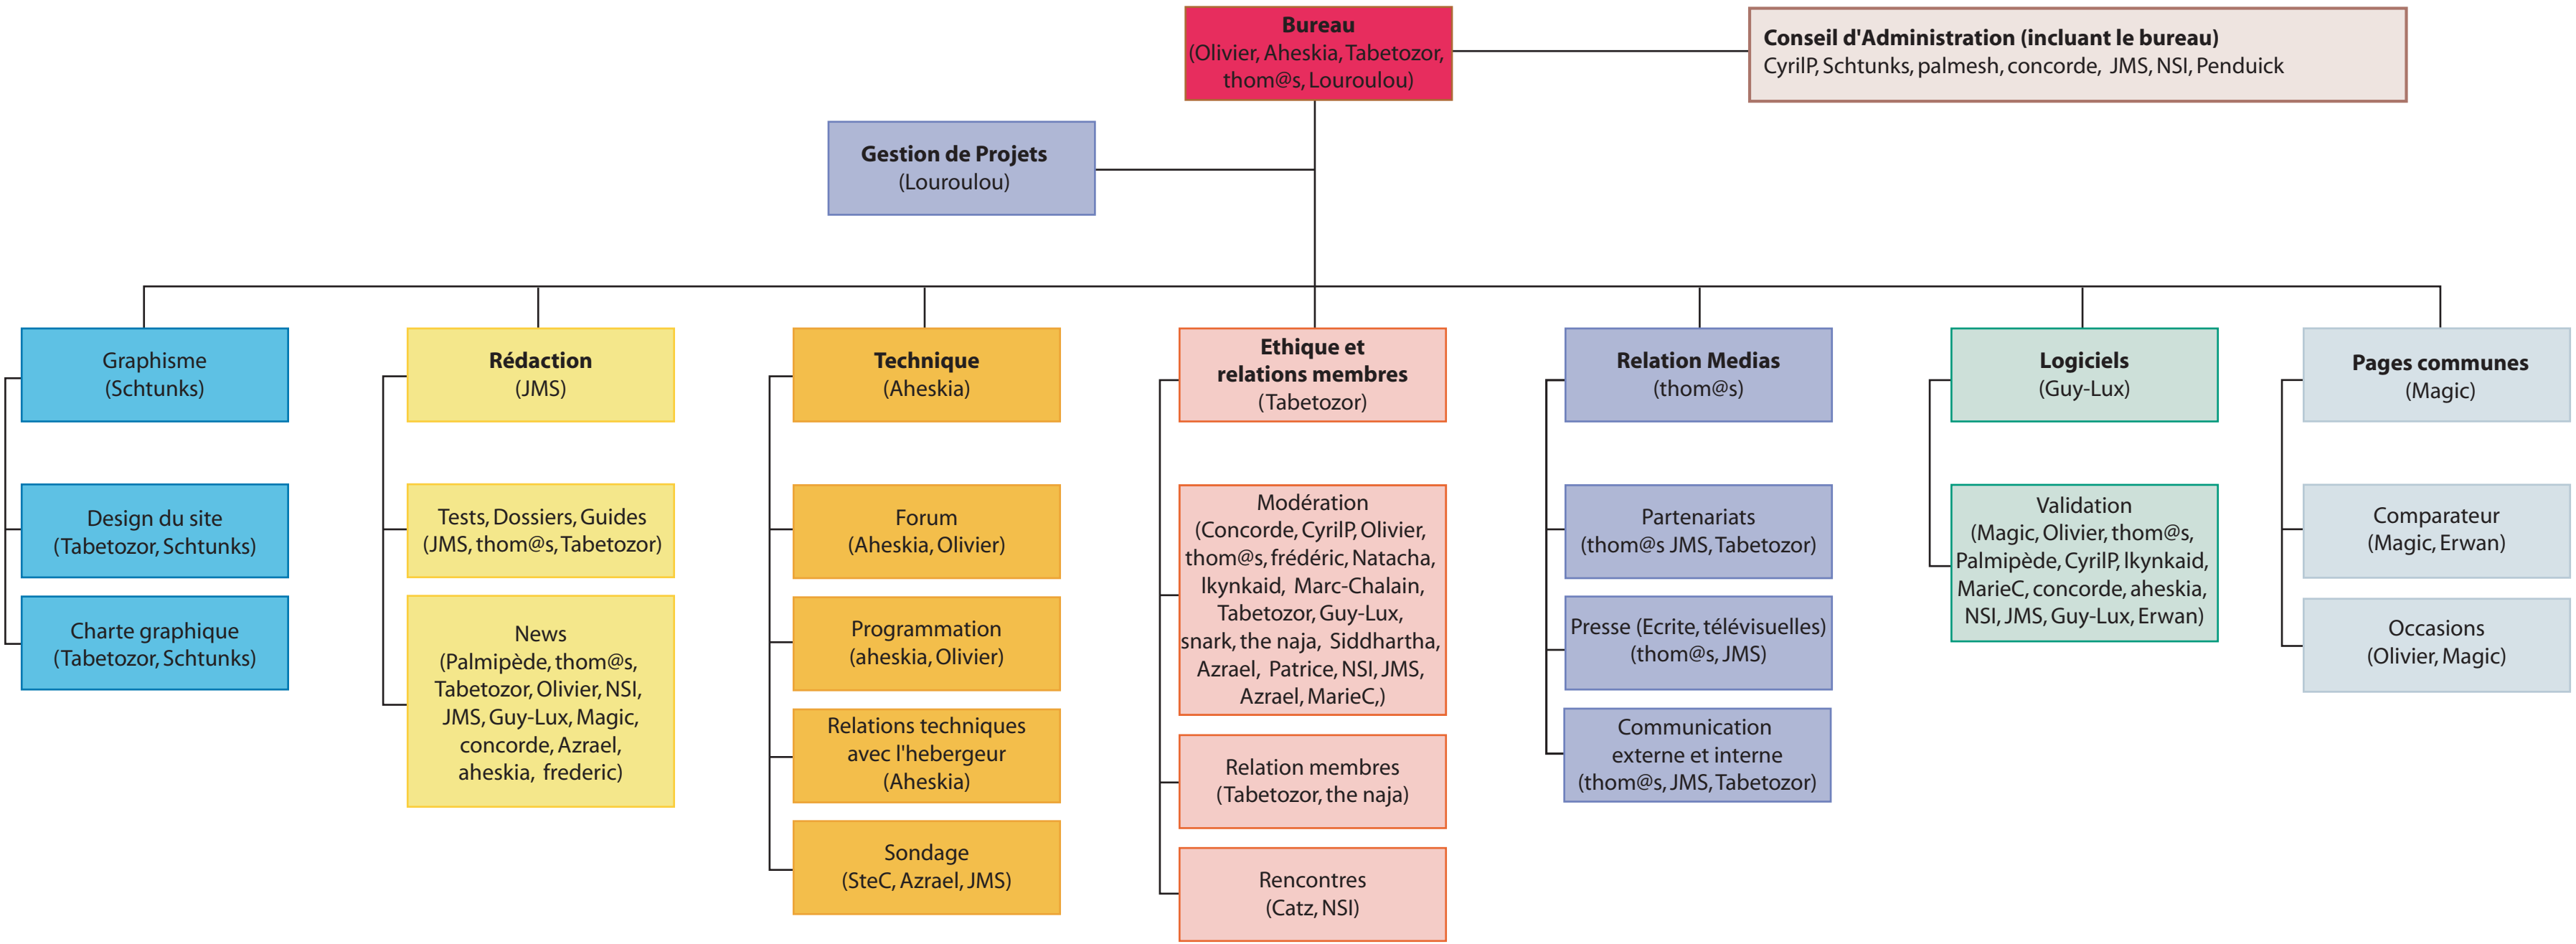 Bureau
(Olivier, Aheskia, Tabetozor,
thom@s, Louroulou)
Conseil d'Administration (incluant le bureau)
CyrilP, Schtunks, palmesh, concorde, JMS, NSI, Penduick
Gestion de Projets
(Louroulou)
Graphisme
(Schtunks)
Design du site
(Tabetozor, Schtunks)
Charte graphique
(Tabetozor, Schtunks)
Rédaction
(JMS)
Tests, Dossiers, Guides
(JMS, thom@s, Tabetozor)
News
(Palmipède, thom@s,
Tabetozor, Olivier, NSI,
JMS, Guy-Lux, Magic,
concorde, Azrael,
aheskia, frederic)
Technique
(Aheskia)
Forum
(Aheskia, Olivier)
Programmation
(aheskia, Olivier)
Relations techniques
avec l'hebergeur
(Aheskia)
Sondage
(SteC, Azrael, JMS)
Ethique et
relations membres
(Tabetozor)
Modération
(Concorde, CyrilP, Olivier,
thom@s, frédéric, Natacha,
lkynkaid, Marc-Chalain,
Tabetozor, Guy-Lux,
snark, the naja, Siddhartha,
Azrael, Patrice, NSI, JMS,
Azrael, MarieC,)
Relation membres
(Tabetozor, the naja)
Rencontres
(Catz, NSI)
Relation Medias
(thom@s)
Partenariats
(thom@s JMS, Tabetozor)
Presse (Ecrite, télévisuelles)
(thom@s, JMS)
Communication
externe et interne
(thom@s, JMS, Tabetozor)
Logiciels
(Guy-Lux)
Validation
(Magic, Olivier, thom@s,
Palmipède, CyrilP, lkynkaid,
MarieC, concorde, aheskia,
NSI, JMS, Guy-Lux, Erwan)
Pages communes
(Magic)
Comparateur
(Magic, Erwan)
Occasions
(Olivier, Magic)